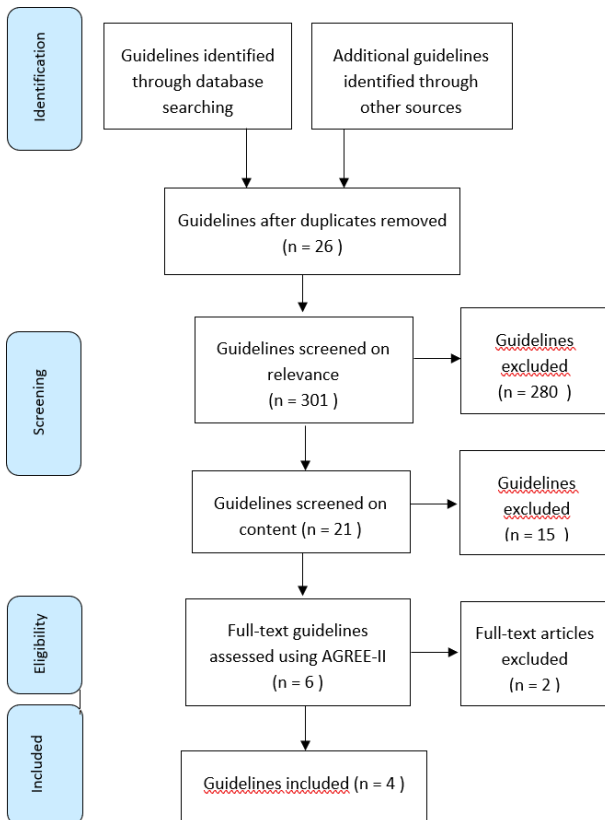 Identification
Guidelines identified
through database
searching
Additional guidelines
identified through
other sources
Guidelines after duplicates removed
(n = 26 )
Screening
Guidelines screened on
relevance
(n = 301 )
Guidelines
excluded
(n = 280 )
Guidelines screened on
content (n = 21 )
Guidelines
excluded
(n = 15 )
Eligibility
Full-text guidelines
assessed using AGREE-II
(n = 6 )
Full-text articles
excluded
(n = 2 )
Included
Guidelines included (n = 4 )